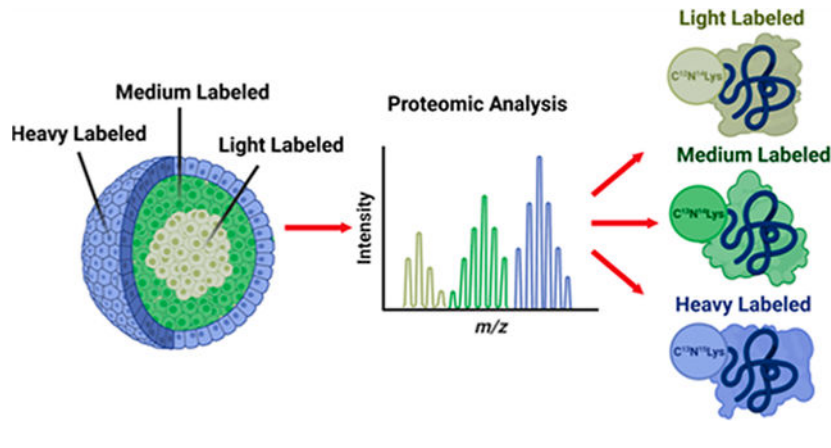 Light Labeled
C¹²N¹⁴Lys
Medium Labeled
Heavy Labeled
Light Labeled
Proteomic Analysis
Intensity
m/z
Medium Labeled
C¹³N¹⁴Lys
Heavy Labeled
C¹³N¹⁵Lys